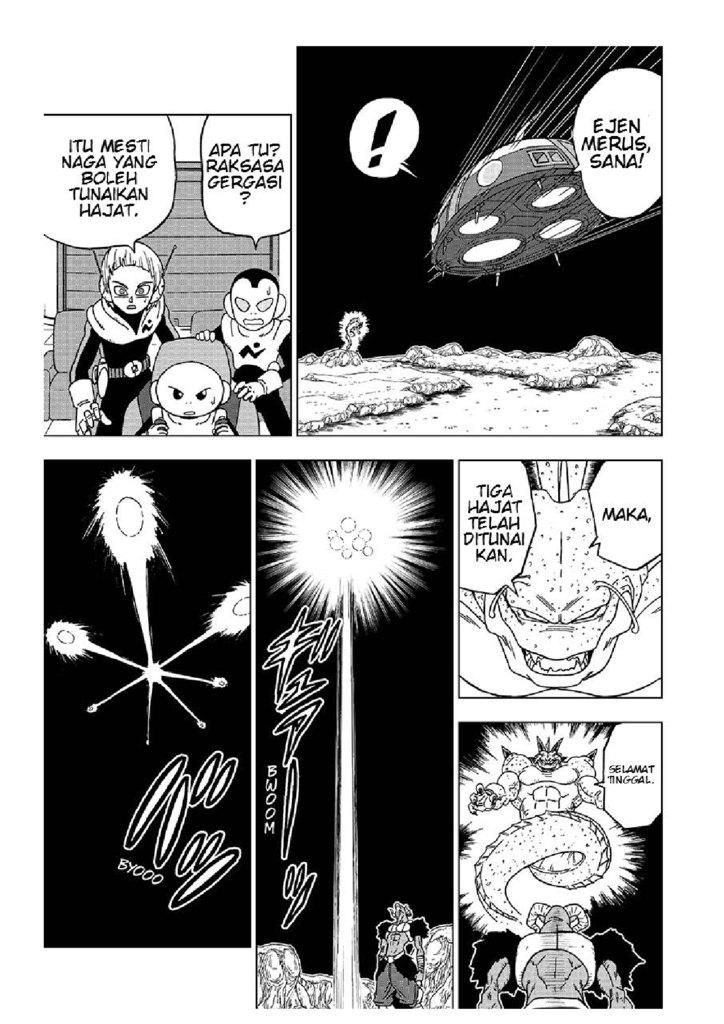 EJEN
MERUS,
SANA!
!
APA TU?
RAKSASA
GERGASI
?
ITU MESTI
NAGA YANG
BOLEH
TUNAIKAN
HAJAT.
MAKA,
TIGA
HAJAT
TELAH
DITUNAI
KAN.
SELAMAT
TINGGAL.
BWOOM
BYOOO